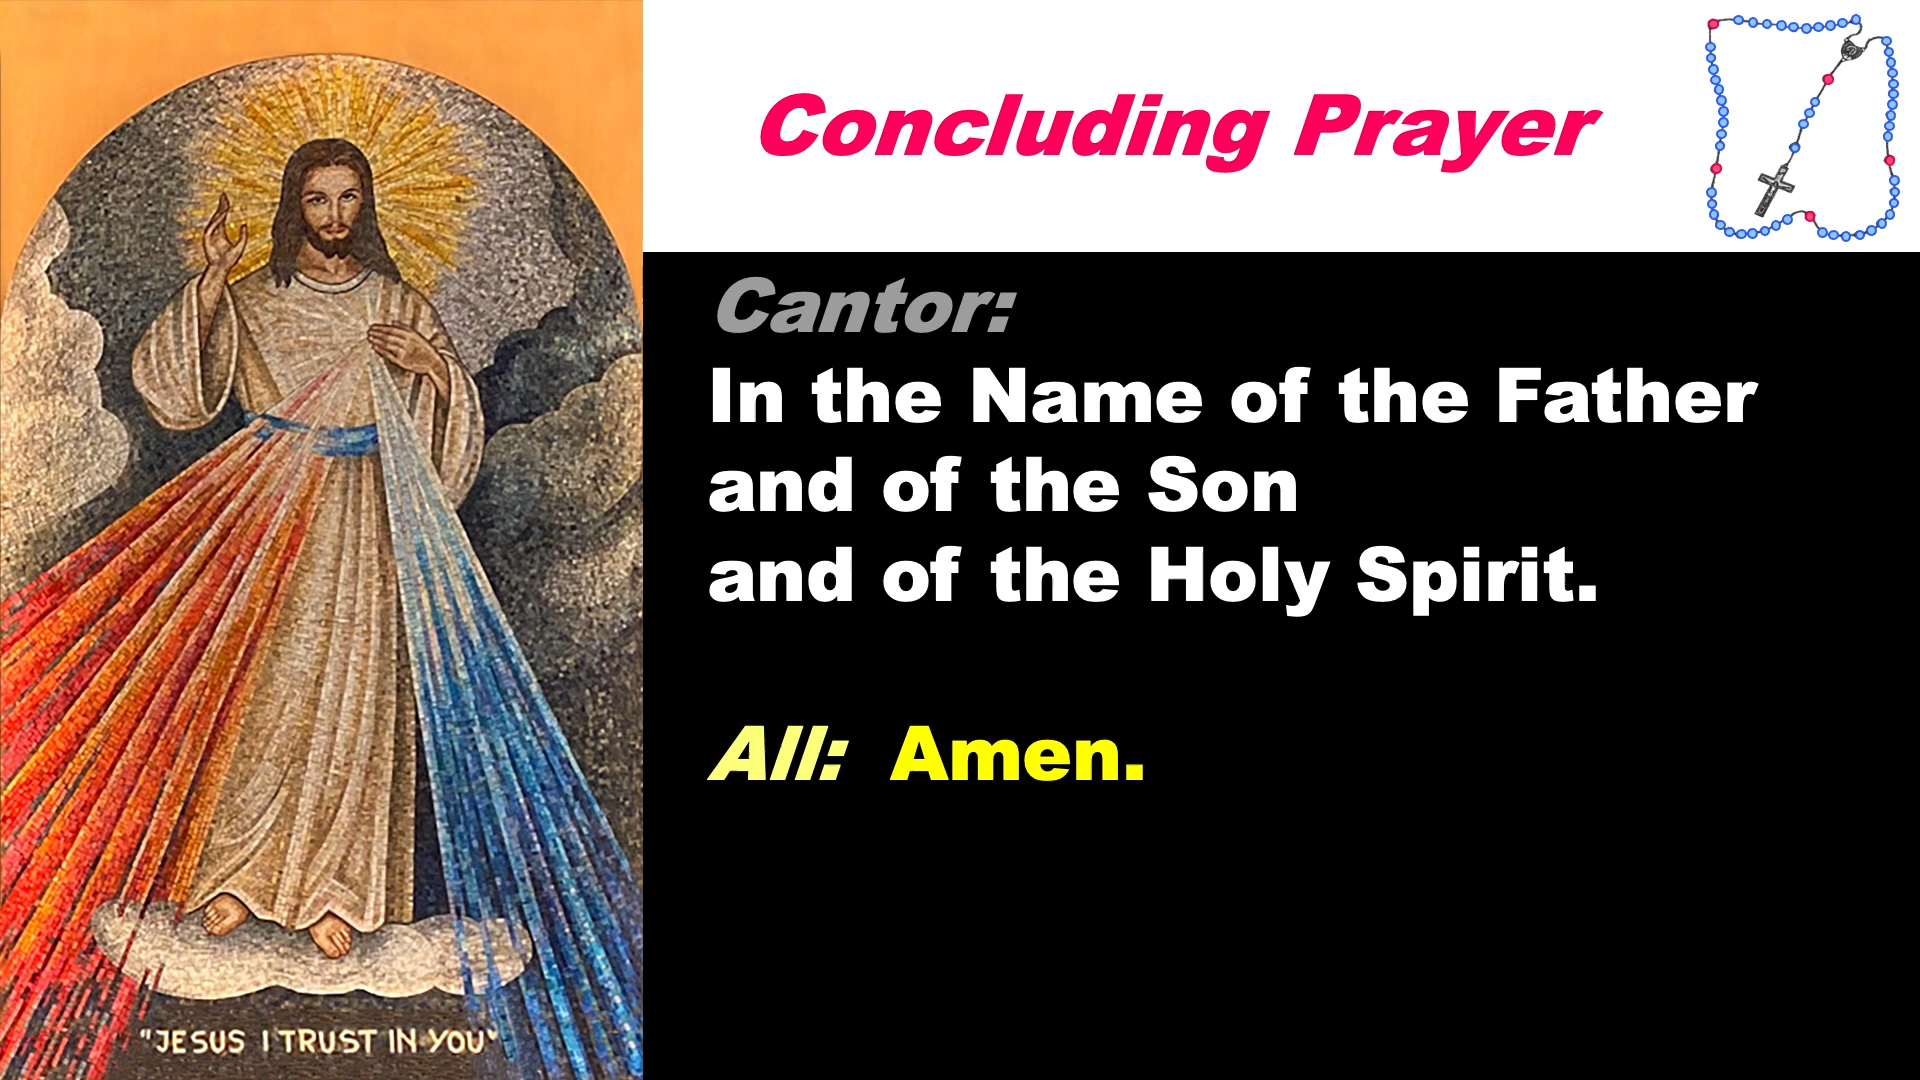 Concluding Prayer
Cantor:
In the Name of the Father
and of the Son
and of the Holy Spirit.
All: Amen.
"JESUS I TRUST IN YOU"